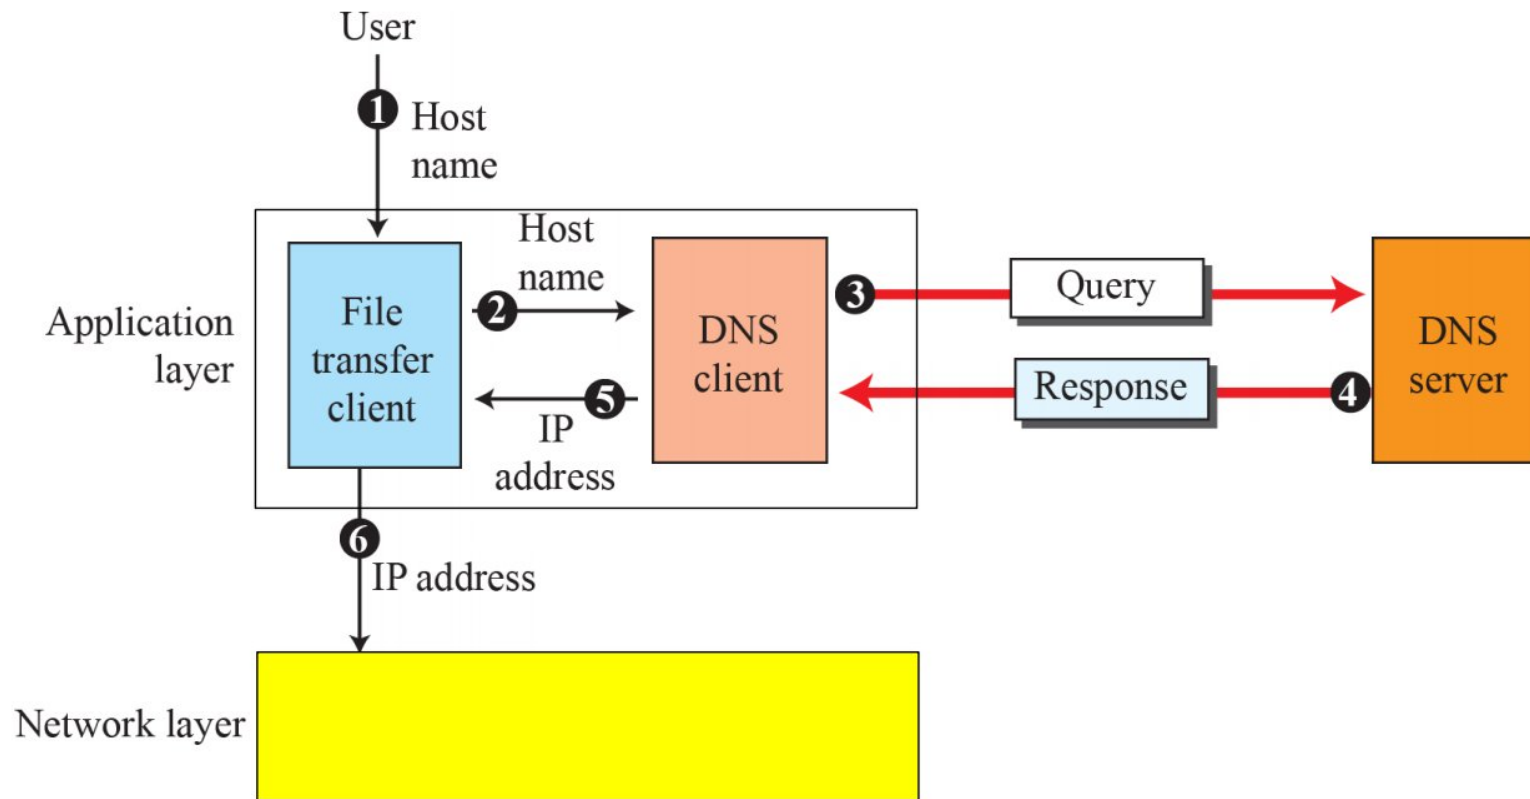 User
1
Host
name
Application
layer
File
transfer
client
Host
name
2
5
IP
address
DNS
client
3
Query
Response
4
DNS
server
6
IP address
Network layer